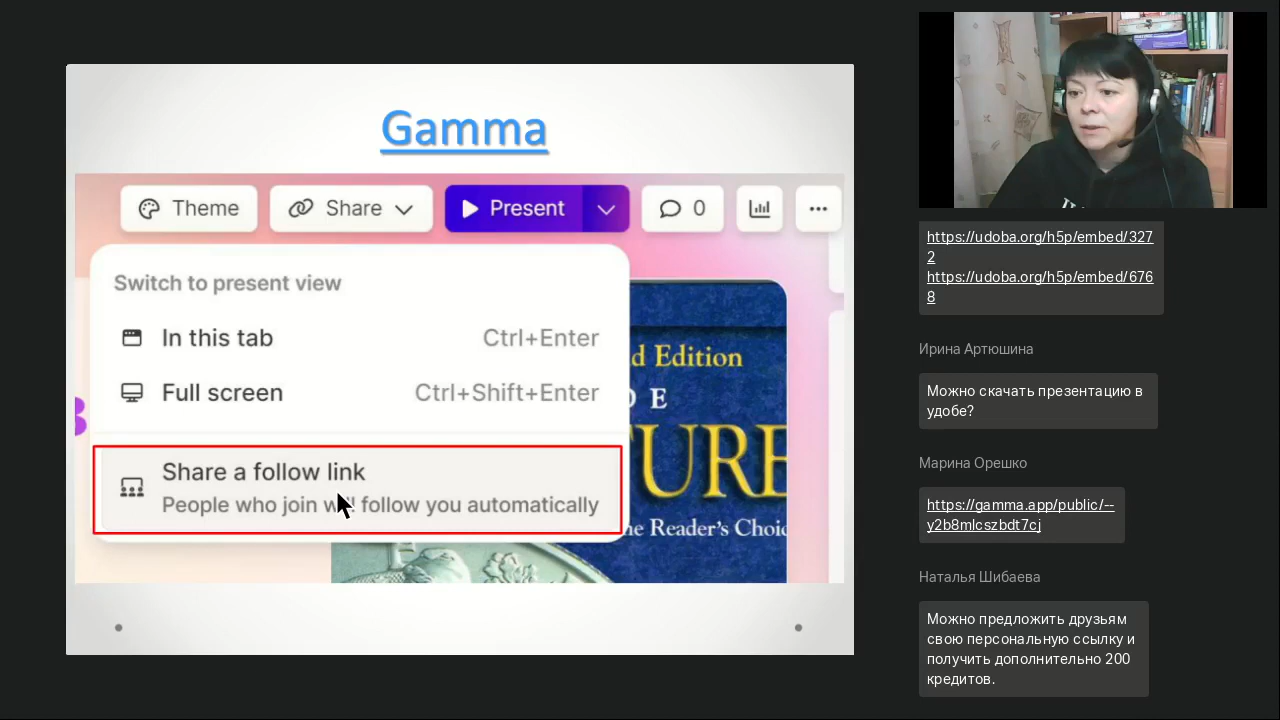 Gamma
Theme
Share
Present
0
Switch to present view
In this tab
Ctrl+Enter
Full screen
Ctrl+Shift+Enter
Share a follow link
People who join follow you automatically
d Edition
D E
URE
he Reader's Choic
https://udoba.org/h5p/embed/327
2
https://udoba.org/h5p/embed/676
8
Ирина Артюшина
Можно скачать презентацию в
удобе?
Марина Орешко
https://gamma.app/public/--
y2b8mlcszbdt7cj
Наталья Шибаева
Можно предложить друзьям
свою персональную ссылку и
получить дополнительно 200
кредитов.